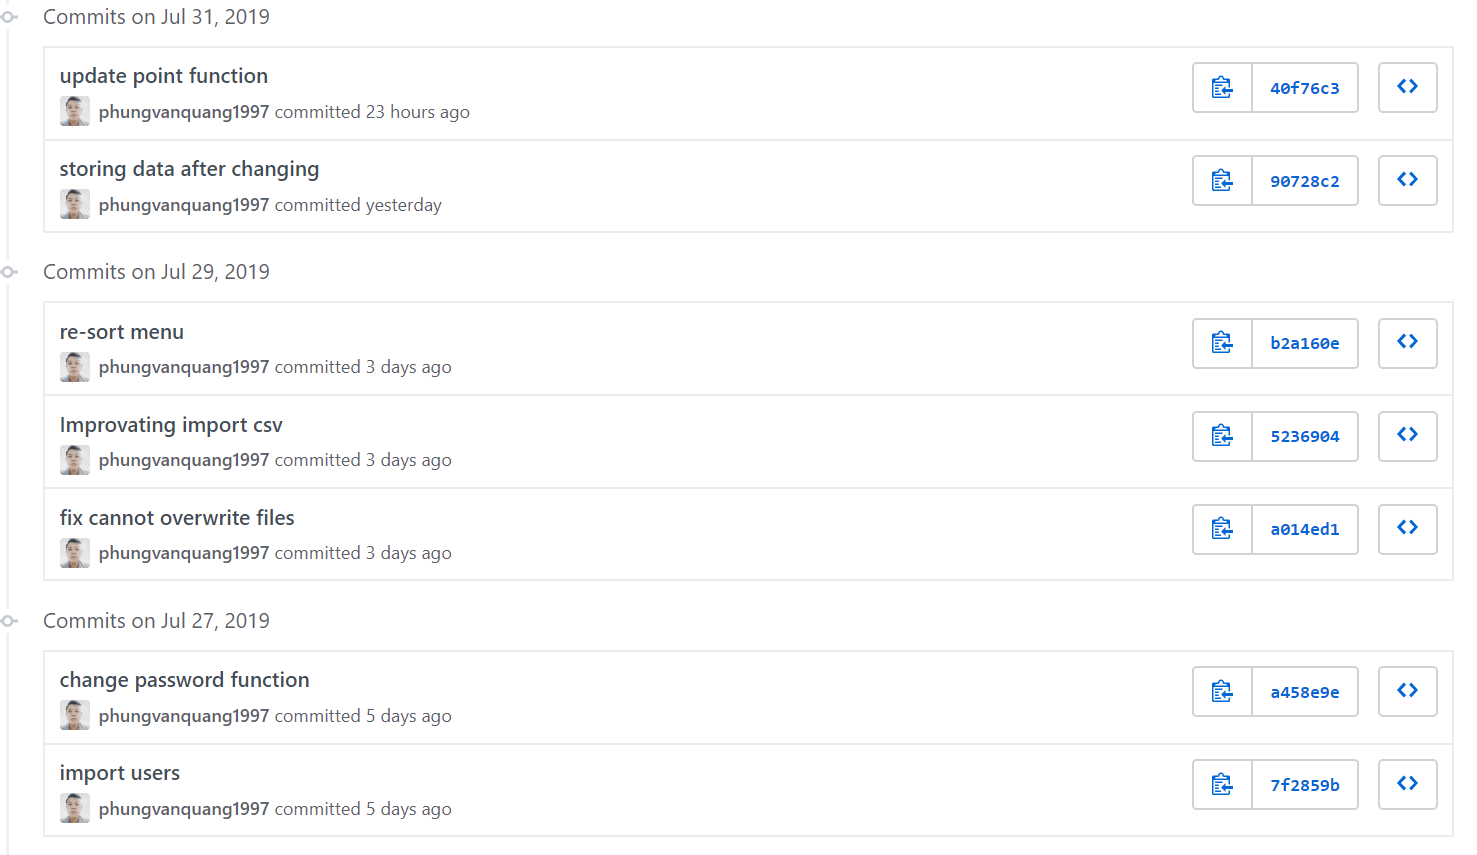 Commits on Jul 31, 2019
update point function
phungvanquang1997 committed 23 hours ago
40f76c3
storing data after changing
phungvanquang1997 committed yesterday
90728c2
Commits on Jul 29, 2019
re-sort menu
phungvanquang1997 committed 3 days ago
b2a160e
Improvating import csv
phungvanquang1997 committed 3 days ago
5236904
fix cannot overwrite files
phungvanquang1997 committed 3 days ago
a014ed1
Commits on Jul 27, 2019
change password function
phungvanquang1997 committed 5 days ago
a458e9e
import users
phungvanquang1997 committed 5 days ago
7f2859b